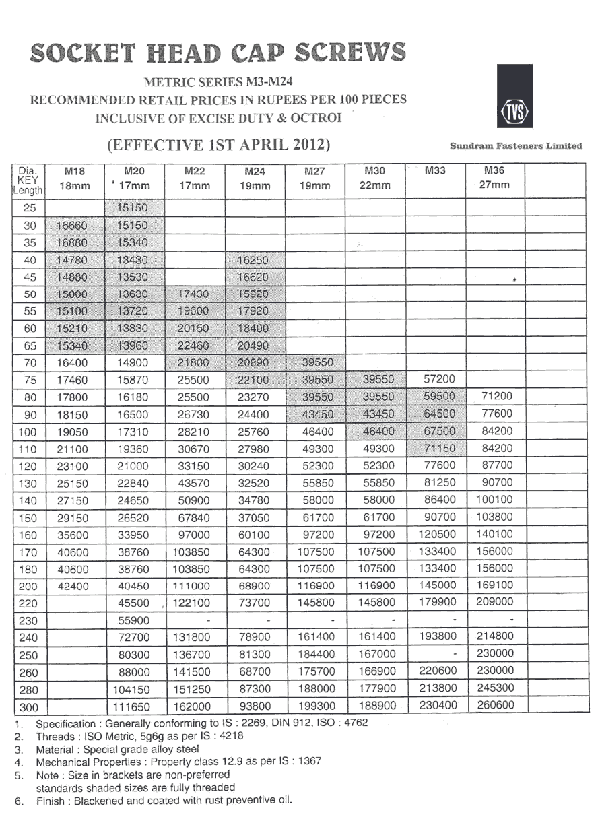 SOCKET HEAD CAP SCREWS
METRIC SERIES M3-M24
RECOMMENDED RETAIL PRICES IN RUPEES PER 100 PIECES
INCLUSIVE OF EXCISE DUTY & OCTROI
(EFFECTIVE 1ST APRIL 2012)
TVS
Sundram Fasteners Limited
Dia. M18 M20 M22 M24 M27 M30 M33 M36
KEY 18mm 17mm 17mm 19mm 19mm 22mm 27mm
Length
25 15150
30 16660 15150
35 16680 15340
40 14780 13430 16250
45 14880 13530 16620
50 15000 13600 17430 15920
55 15100 13720 17920
60 15210 13830 20150 18400
65 15340 13960 22460 20490
70 16400 14900 21800 20690 39550
75 17460 15870 25500 22100 39550 39550 57200
80 17800 16180 25500 23270 39550 39550 59500 71200
90 18150 16500 26730 24400 43450 43450 64500 77600
100 19050 17310 28210 25760 46400 46400 67500 84200
110 21100 19360 30670 27980 49300 49300 71150 84200
120 23100 21000 33150 30240 52300 52300 77600 87700
130 25150 22840 43570 32520 55850 55850 81250 90700
140 27150 24650 50900 34780 58000 58000 86400 100100
150 29150 26520 67840 37050 61700 61700 90700 103800
160 35600 33950 97000 60100 97200 97200 120500 140100
170 40600 38760 103850 64300 107500 107500 133400 156000
180 40600 38760 103850 64300 107500 107500 133400 156000
200 42400 40450 111000 68900 116900 116900 145000 169100
220 45500 122100 73700 145800 145800 179900 209000
230 55900 - - - - - -
240 72700 131800 78900 161400 161400 193800 214800
250 80300 136700 81300 184400 167000 - 230000
260 88000 141500 68700 175700 166900 220600 230000
280 104150 151250 87300 188000 177900 213800 245300
300 111650 162000 93600 199300 188900 230400 260600
1. Specification : Generally conforming to IS : 2269, DIN 912, ISO : 4762
2. Threads : ISO Metric, 5g6g as per IS : 4218
3. Material : Special grade alloy steel
4. Mechanical Properties : Property class 12.9 as per IS : 1367
5. Note : Size in brackets are non-preferred
standards shaded sizes are fully threaded
6. Finish : Blackened and coated with rust preventive oil.